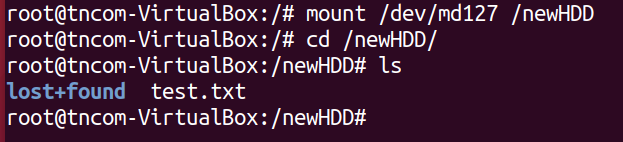 root@tncom-VirtualBox:/# mount /dev/md127 /newHDD
root@tncom-VirtualBox:/# cd /newHDD/
root@tncom-VirtualBox:/newHDD# ls
lost+found  test.txt
root@tncom-VirtualBox:/newHDD#